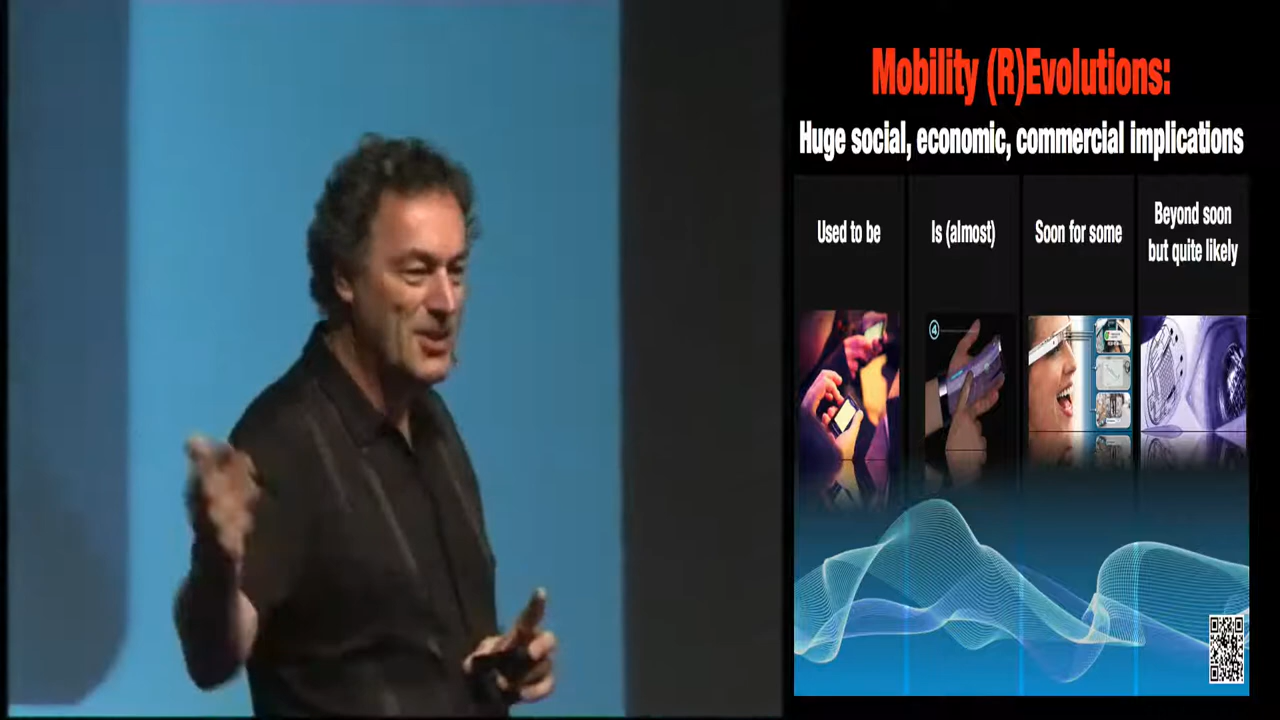 Mobility (R)Evolutions:
Huge social, economic, commercial implications
Used to be
Is (almost)
Soon for some
Beyond soon
but quite likely
4